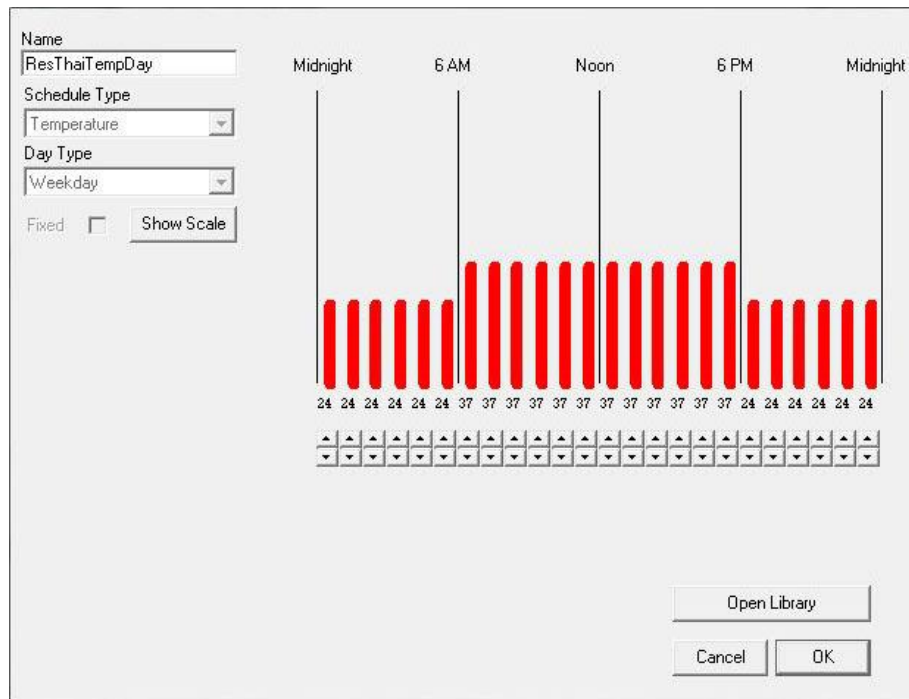 Name
ResThaiTempDay
Schedule Type
Temperature
Day Type
Weekday
Fixed
Show Scale
Midnight 6 AM Noon 6 PM Midnight
24 24 24 24 24 24 37 37 37 37 37 37 37 37 37 37 37 37 24 24 24 24 24 24
Open Library
Cancel OK